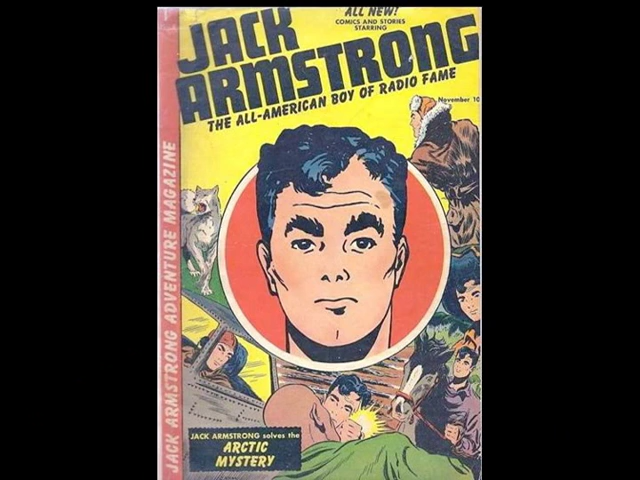 ALL NEW!
COMICS AND STORIES
STARRING
JACK
ARMSTRONG
THE ALL-AMERICAN BOY OF RADIO FAME
November 10
JACK ARMSTRONG ADVENTURE MAGAZINE
JACK ARMSTRONG solves the
ARCTIC
MYSTERY